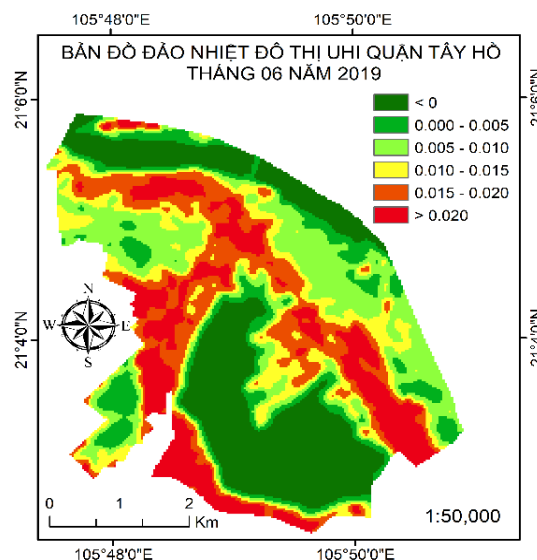 105°48'0"E 105°50'0"E
BẢN ĐỒ ĐẢO NHIỆT ĐÔ THỊ UHI QUẬN TÂY HỒ
THÁNG 06 NĂM 2019
21°6'0"N 21°6'0"N
< 0
0.000 - 0.005
0.005 - 0.010
0.010 - 0.015
0.015 - 0.020
> 0.020
N
W E
S
21°4'0"N 21°4'0"N
0 1 2
Km
1:50,000
105°48'0"E 105°50'0"E